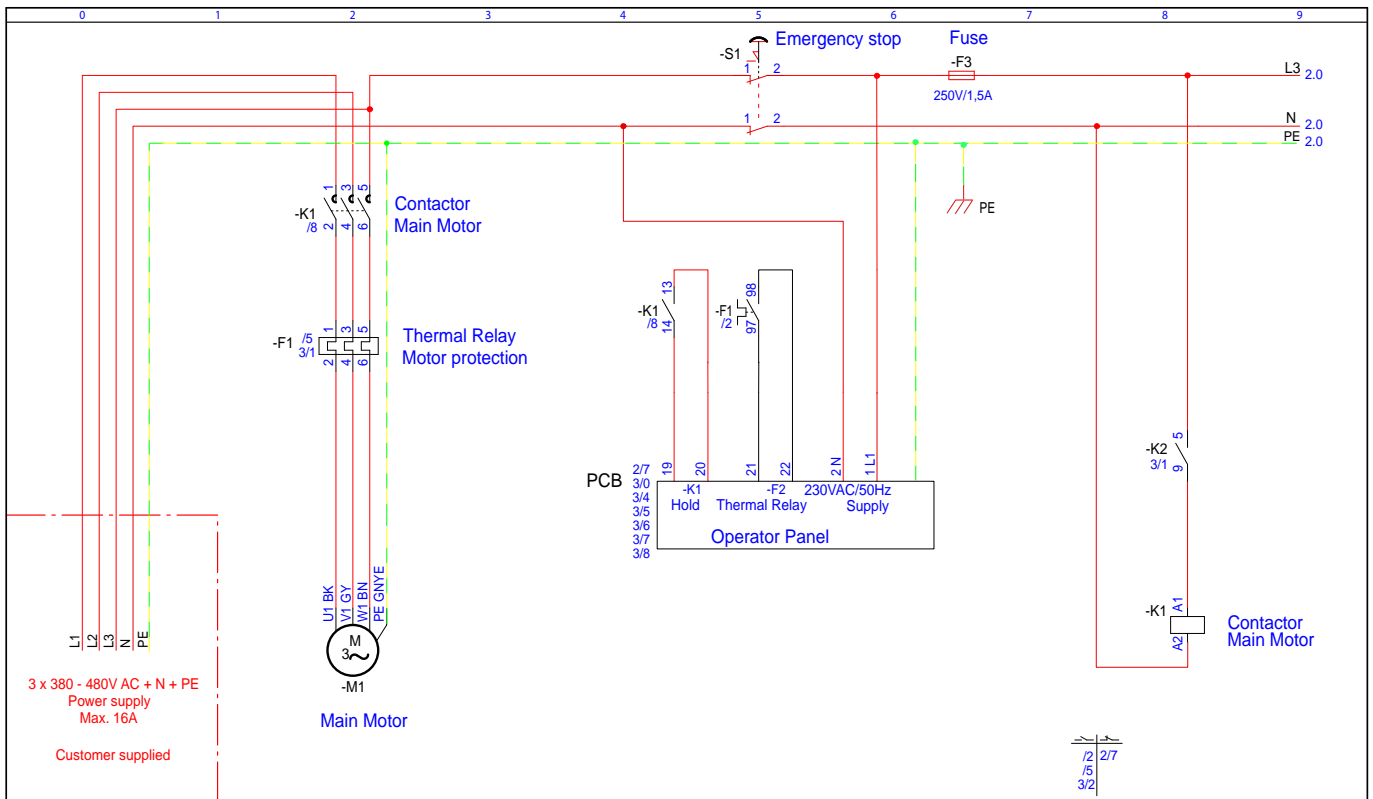 0 1 2 3 4 5 6 7 8 9
Emergency stop
Fuse
-S1
-F3
1 2
L3 2.0
250V/1,5A
1 2
N 2.0
PE 2.0
1 3 5
-K1
/8
2 4 6
Contactor
Main Motor
PE
13
-K1
/8
14
98
-F1
/2
97
1 3 5
-F1
/5
3/1
2 4 6
Thermal Relay
Motor protection
5
-K2
3/1
9
PCB
2/7
3/0
3/4
3/5
3/6
3/7
3/8
19 20 21 22 2 N 1 L1
-K1
Hold
-F2
Thermal Relay
230VAC/50Hz
Supply
Operator Panel
U1 BK
V1 GY
W1 BN
PE GNYE
L1 L2 L3 N PE
M
3
-M1
Main Motor
A1
-K1
A2
Contactor
Main Motor
3 x 380 - 480V AC + N + PE
Power supply
Max. 16A
Customer supplied
/2 2/7
/5
3/2